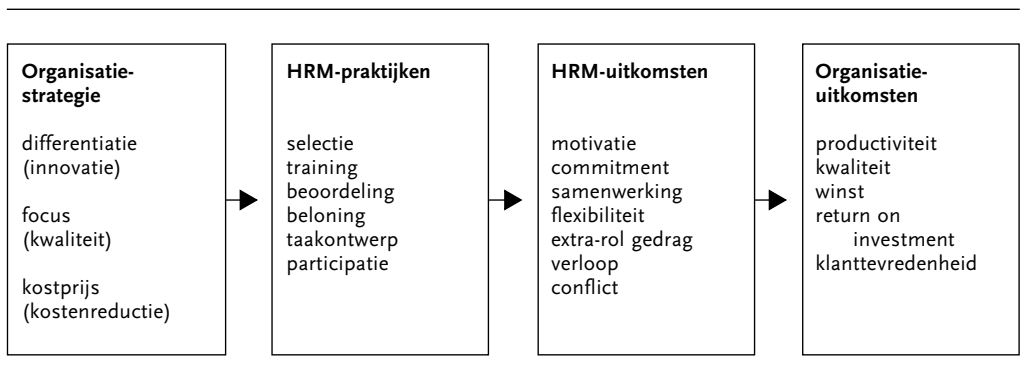 Organisatie-
strategie
differentiatie
(innovatie)
focus
(kwaliteit)
kostprijs
(kostenreductie)
HRM-praktijken
selectie
training
beoordeling
beloning
taakontwerp
participatie
HRM-uitkomsten
motivatie
commitment
samenwerking
flexibiliteit
extra-rol gedrag
verloop
conflict
Organisatie-
uitkomsten
productiviteit
kwaliteit
winst
return on
investment
klanttevredenheid